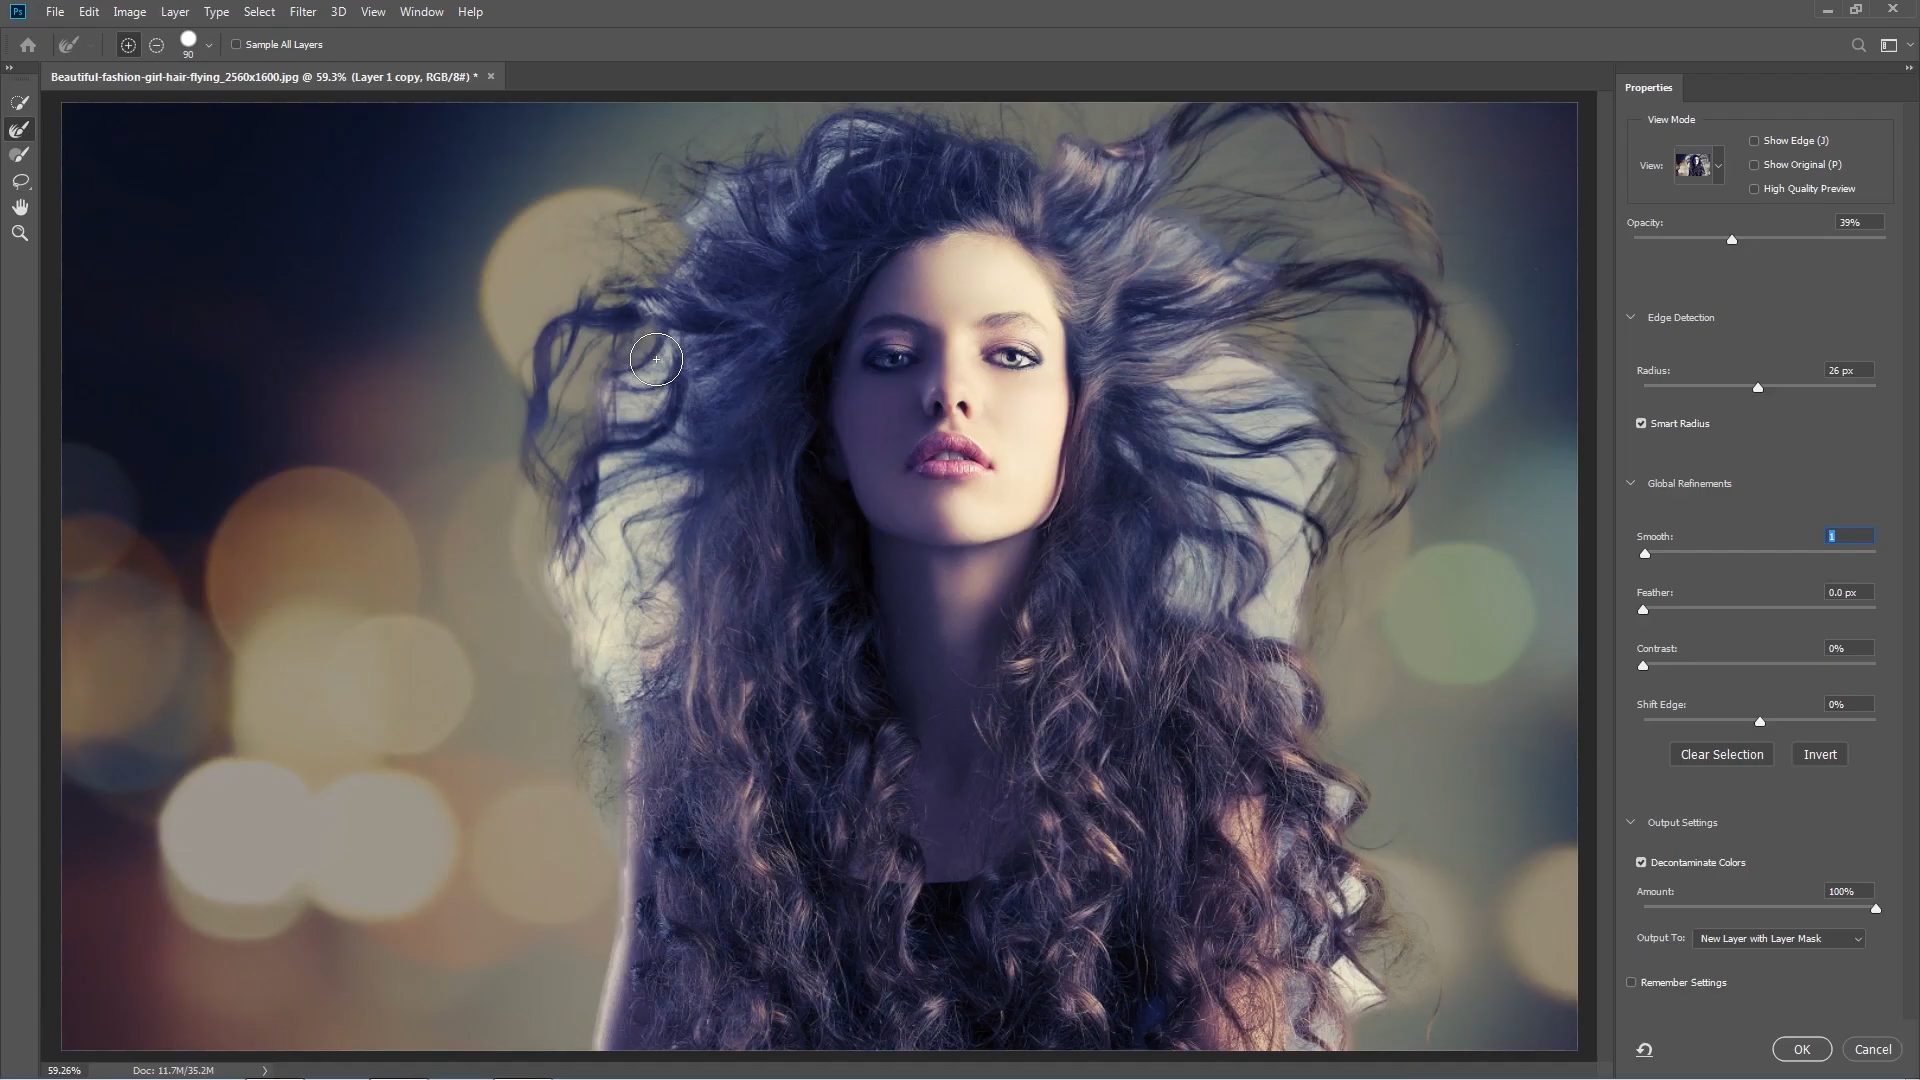 Ps File Edit Image Layer Type Select Filter 3D View Window Help
90 Sample All Layers
Beautiful-fashion-girl-hair-flying_2560x1600.jpg @ 59.3% (Layer 1 copy, RGB/8#) *
Properties
View Mode
View:
Show Edge (J)
Show Original (P)
High Quality Preview
Opacity: 39%
Edge Detection
Radius: 26 px
Smart Radius
Global Refinements
Smooth: 1
Feather: 0.0 px
Contrast: 0%
Shift Edge: 0%
Clear Selection Invert
Output Settings
Decontaminate Colors
Amount: 100%
Output To: New Layer with Layer Mask
Remember Settings
OK Cancel
59.26% Doc: 11.7M/35.2M